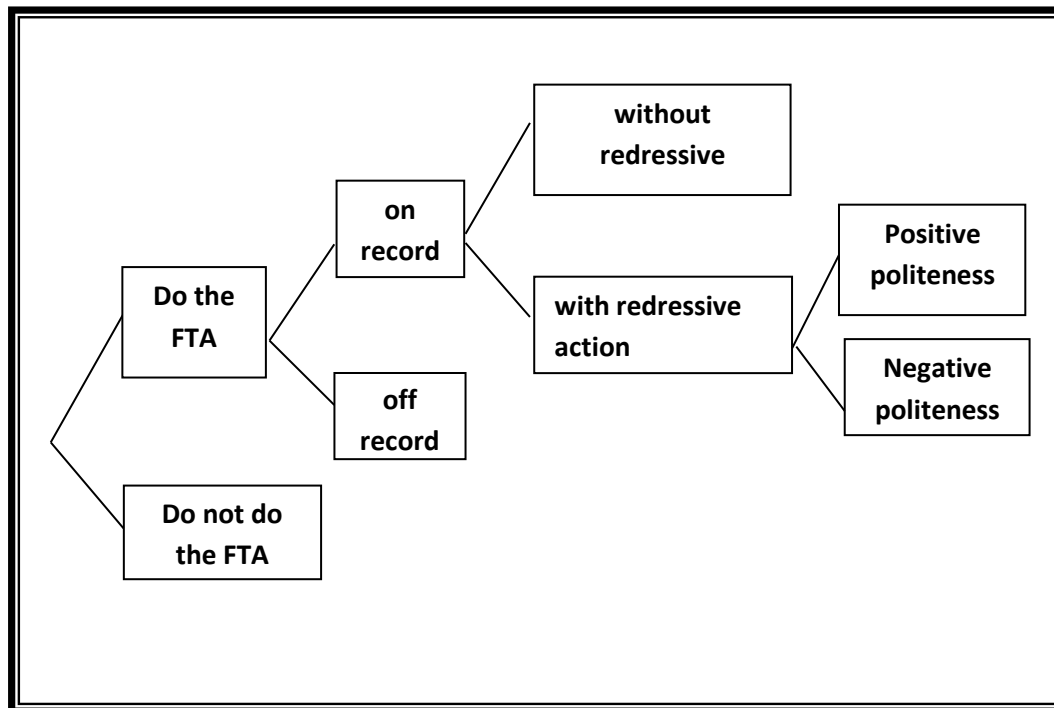 without
redressive
on
record
Positive
politeness
Do the
FTA
with redressive
action
Negative
politeness
off
record
Do not do
the FTA